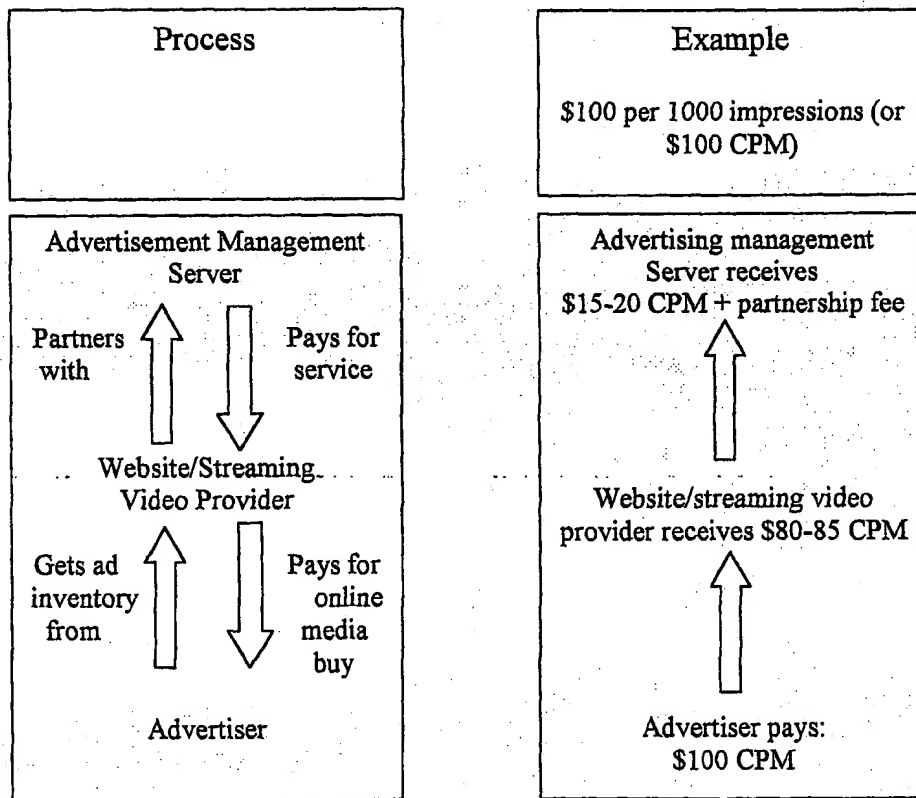 Process
Advertisement Management
Server
Partners
with
Pays for
service
Website/Streaming
Video Provider
Gets ad
inventory
from
Pays for
online
media
buy
Advertiser
Example
$100 per 1000 impressions (or
$100 CPM)
Advertising management
Server receives
$15-20 CPM + partnership fee
Website/streaming video
provider receives $80-85 CPM
Advertiser pays:
$100 CPM